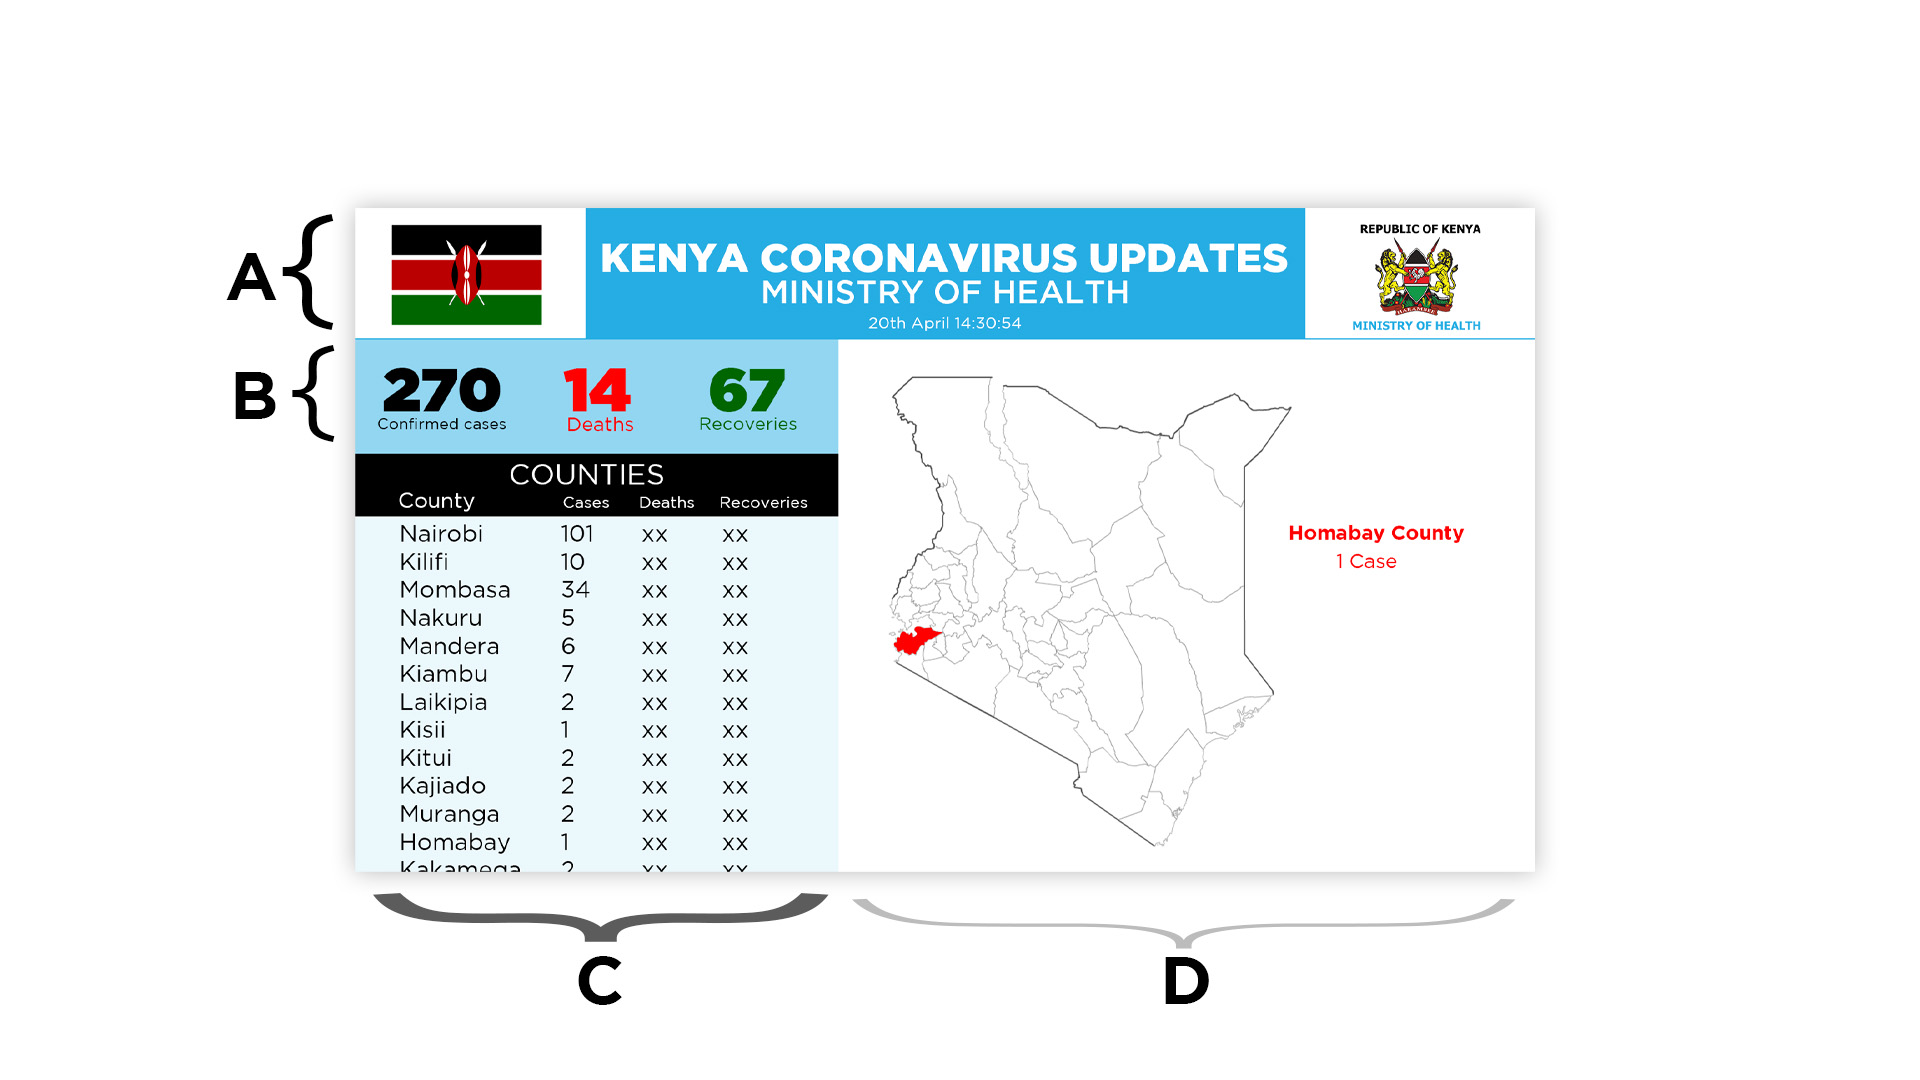 A
KENYA CORONAVIRUS UPDATES
MINISTRY OF HEALTH
20th April 14:30:54
REPUBLIC OF KENYA
HARAMBEE
MINISTRY OF HEALTH
B
270 14 67
Confirmed cases Deaths Recoveries
COUNTIES
County Cases Deaths Recoveries
Nairobi 101 xx xx
Kilifi 10 xx xx
Mombasa 34 xx xx
Nakuru 5 xx xx
Mandera 6 xx xx
Kiambu 7 xx xx
Laikipia 2 xx xx
Kisii 1 xx xx
Kitui 2 xx xx
Kajiado 2 xx xx
Muranga 2 xx xx
Homabay 1 xx xx
Kakamega 2 xx xx
Homabay County
1 Case
C
D